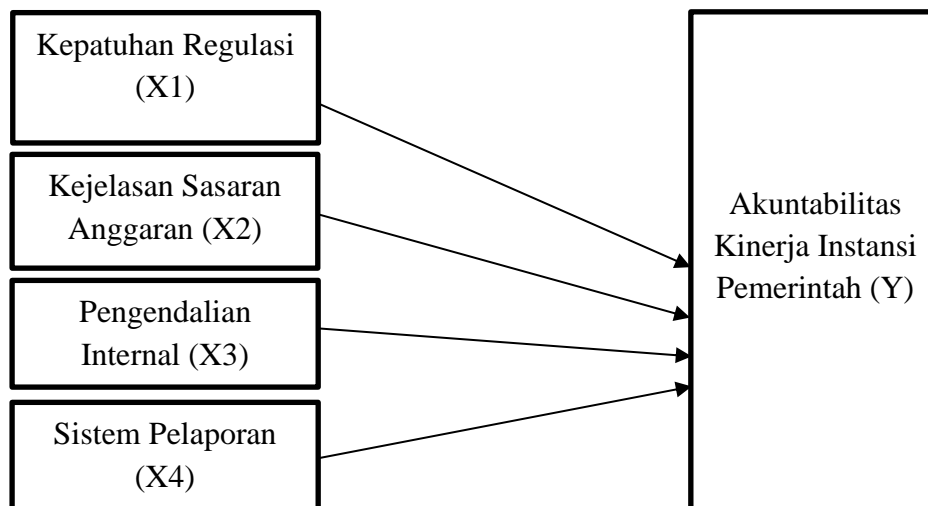 Kepatuhan Regulasi
(X1)
Kejelasan Sasaran
Anggaran (X2)
Pengendalian
Internal (X3)
Sistem Pelaporan
(X4)
Akuntabilitas
Kinerja Instansi
Pemerintah (Y)